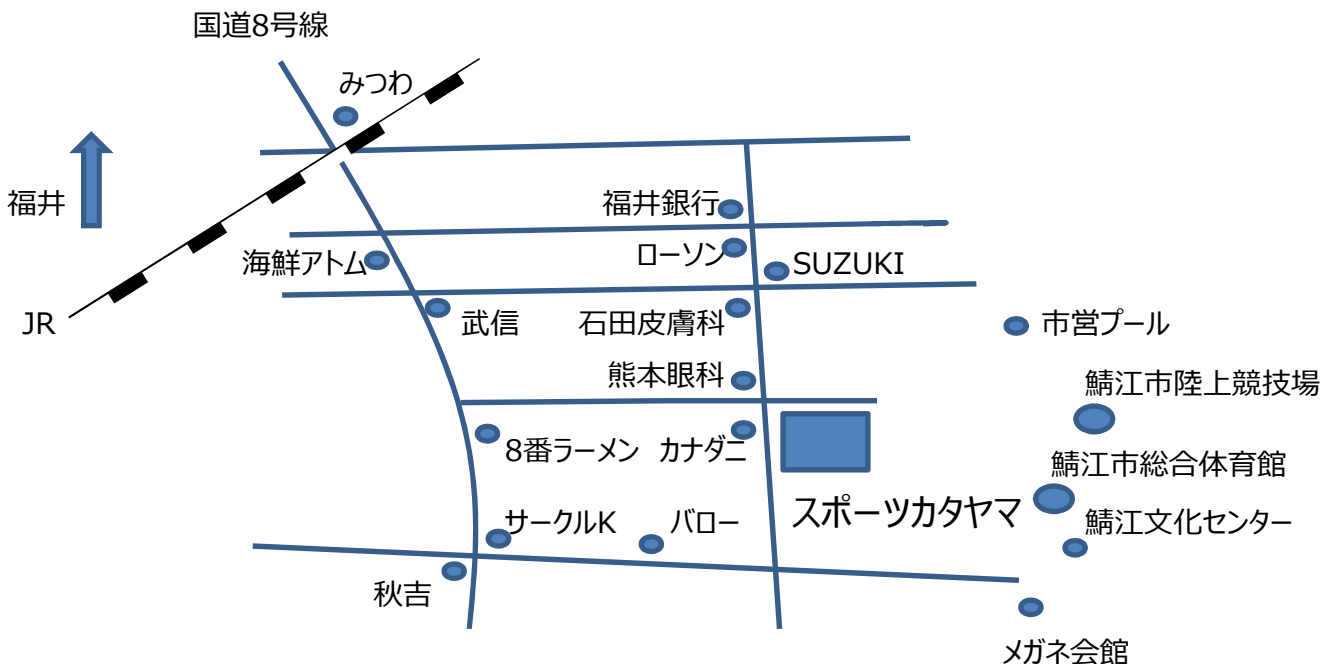 国道8号線
みつわ
福井
福井銀行
海鮮アトム
ローソン
SUZUKI
JR
武信
石田皮膚科
市営プール
熊本眼科
鯖江市陸上競技場
8番ラーメン
カナダニ
鯖江市総合体育館
サークルK
バロー
スポーツカタヤマ
鯖江文化センター
秋吉
メガネ会館